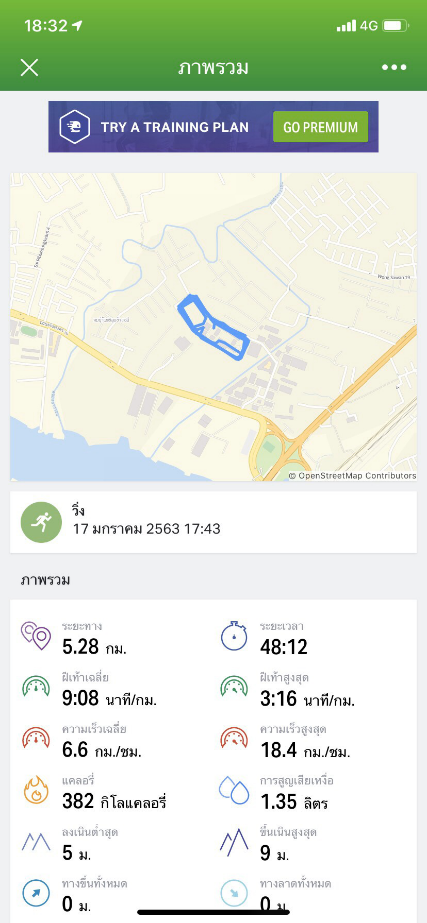 18:32
4G
ภาพรวม
TRY A TRAINING PLAN
GO PREMIUM
© OpenStreetMap Contributors
วิ่ง
17 มกราคม 2563 17:43
ภาพรวม
ระยะทาง
5.28 กม.
ระยะเวลา
48:12
ฝีเท้าเฉลี่ย
9:08 นาที/กม.
ฝีเท้าสูงสุด
3:16 นาที/กม.
ความเร็วเฉลี่ย
6.6 กม./ชม.
ความเร็วสูงสุด
18.4 กม./ชม.
แคลอรี่
382 กิโลแคลอรี่
การสูญเสียเหงื่อ
1.35 ลิตร
ลงเนินต่ำสุด
5 ม.
ขึ้นเนินสูงสุด
9 ม.
ทางขึ้นทั้งหมด
0 ม.
ทางลาดทั้งหมด
0 ม.